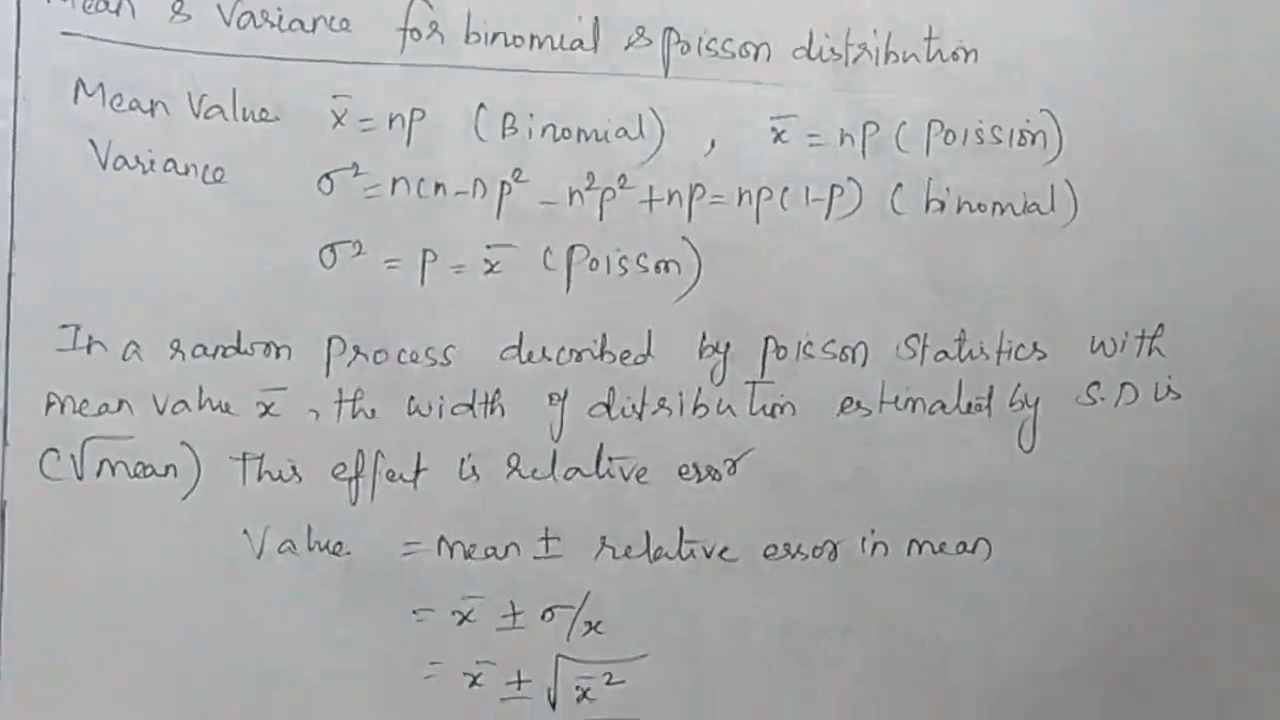 Mean & Variance for binomial & poisson distribution
Mean Value x̄ = np (Binomial), x̄ = np (Poission)
Variance σ² = n(n-1)p² - n²p² + np = np(1-p) (binomial)
σ² = p = x̄ (Poisson)
In a random process described by poisson statistics with
mean value x̄, the width of distribution estimated by S.D is
(√mean) This effect is relative error
Value = mean ± relative error in mean
= x̄ ± σ/x
= x̄ ± √x̄²